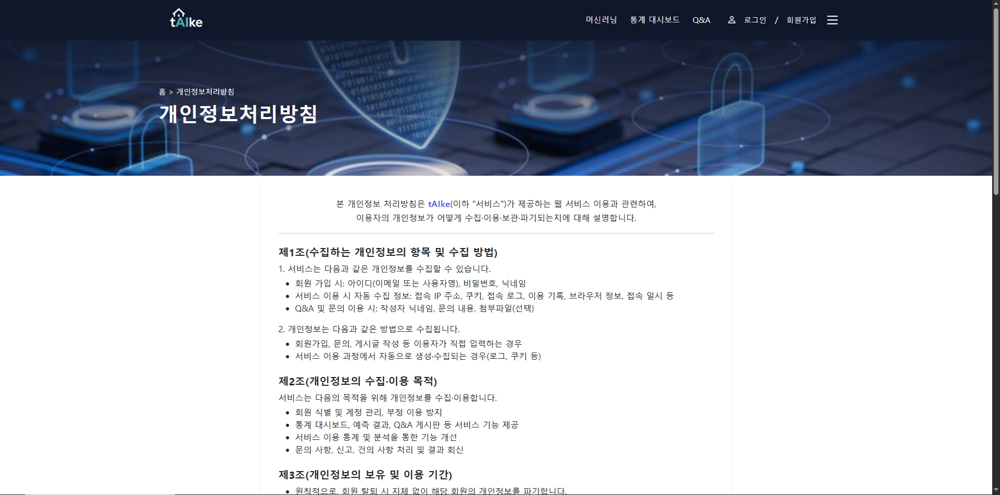 tAIke
머신러닝 통계 대시보드 Q&A 로그인 / 회원가입
홈 > 개인정보처리방침
개인정보처리방침
본 개인정보 처리방침은 tAIke(이하 "서비스")가 제공하는 웹 서비스 이용과 관련하여,
이용자의 개인정보가 어떻게 수집·이용·보관·파기되는지에 대해 설명합니다.
제1조(수집하는 개인정보의 항목 및 수집 방법)
1. 서비스는 다음과 같은 개인정보를 수집할 수 있습니다.
• 회원 가입 시: 아이디(이메일 또는 사용자명), 비밀번호, 닉네임
• 서비스 이용 시 자동 수집 정보: 접속 IP 주소, 쿠키, 접속 로그, 이용 기록, 브라우저 정보, 접속 일시 등
• Q&A 및 문의 이용 시: 작성자 닉네임, 문의 내용, 첨부파일(선택)
2. 개인정보는 다음과 같은 방법으로 수집됩니다.
• 회원가입, 문의, 게시글 작성 등 이용자가 직접 입력하는 경우
• 서비스 이용 과정에서 자동으로 생성·수집되는 경우(로그, 쿠키 등)
제2조(개인정보의 수집·이용 목적)
서비스는 다음의 목적을 위해 개인정보를 수집·이용합니다.
• 회원 식별 및 계정 관리, 부정 이용 방지
• 통계 대시보드, 예측 결과, Q&A 게시판 등 서비스 기능 제공
• 서비스 이용 통계 및 분석을 통한 기능 개선
• 문의 사항, 신고, 건의 사항 처리 및 결과 회신
제3조(개인정보의 보유 및 이용 기간)
• 원칙적으로, 회원 탈퇴 시 지체 없이 해당 회원의 개인정보를 파기합니다.